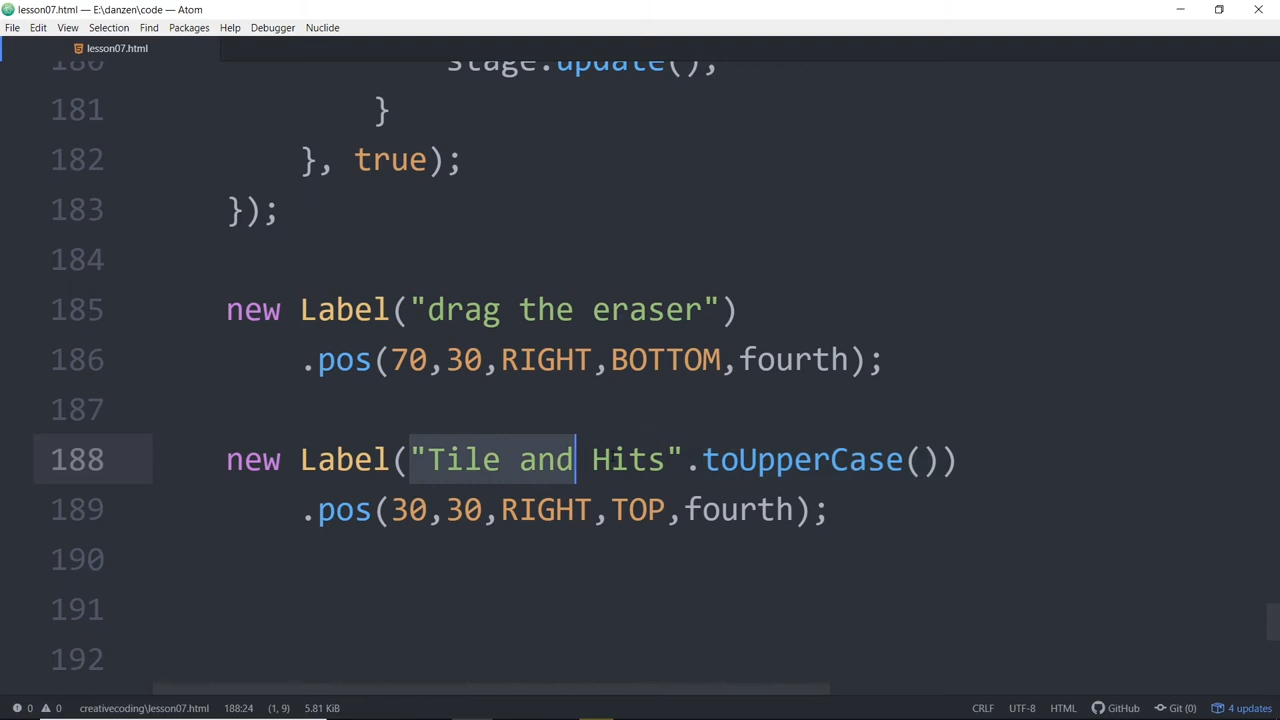 lesson07.html — E:\danzen\code — Atom
File Edit View Selection Find Packages Help Debugger Nuclide
lesson07.html
180 stage.update();
181 }
182 }, true);
183 });
184
185 new Label("drag the eraser")
186 .pos(70,30,RIGHT,BOTTOM,fourth);
187
188 new Label("Tile and Hits".toUpperCase())
189 .pos(30,30,RIGHT,TOP,fourth);
190
191
192
0 0 creativecoding\lesson07.html 188:24 (1, 9) 5.81 KiB CRLF UTF-8 HTML GitHub Git (0) 4 updates